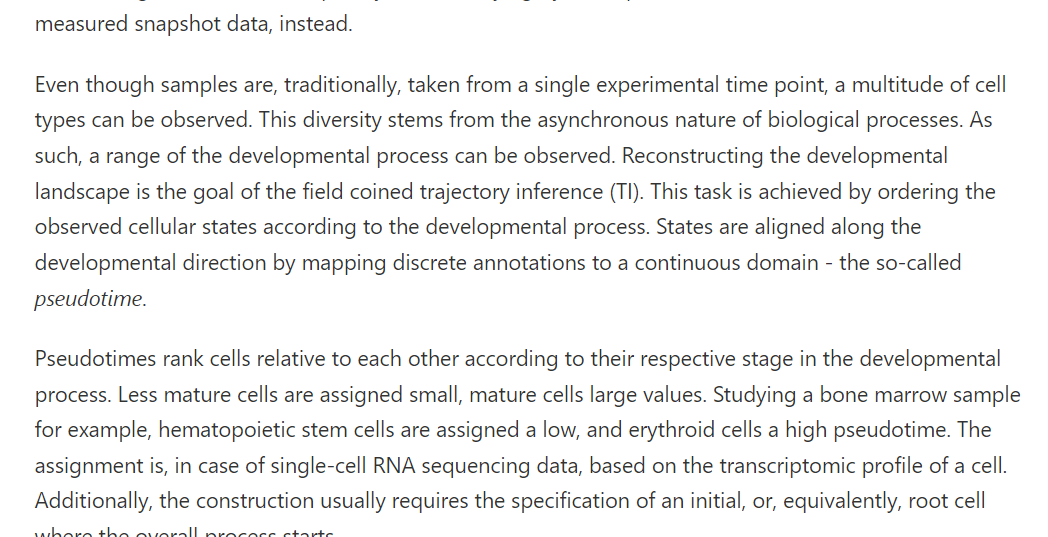 measured snapshot data, instead.
Even though samples are, traditionally, taken from a single experimental time point, a multitude of cell
types can be observed. This diversity stems from the asynchronous nature of biological processes. As
such, a range of the developmental process can be observed. Reconstructing the developmental
landscape is the goal of the field coined trajectory inference (TI). This task is achieved by ordering the
observed cellular states according to the developmental process. States are aligned along the
developmental direction by mapping discrete annotations to a continuous domain - the so-called
pseudotime.
Pseudotimes rank cells relative to each other according to their respective stage in the developmental
process. Less mature cells are assigned small, mature cells large values. Studying a bone marrow sample
for example, hematopoietic stem cells are assigned a low, and erythroid cells a high pseudotime. The
assignment is, in case of single-cell RNA sequencing data, based on the transcriptomic profile of a cell.
Additionally, the construction usually requires the specification of an initial, or, equivalently, root cell
where the overall process starts.